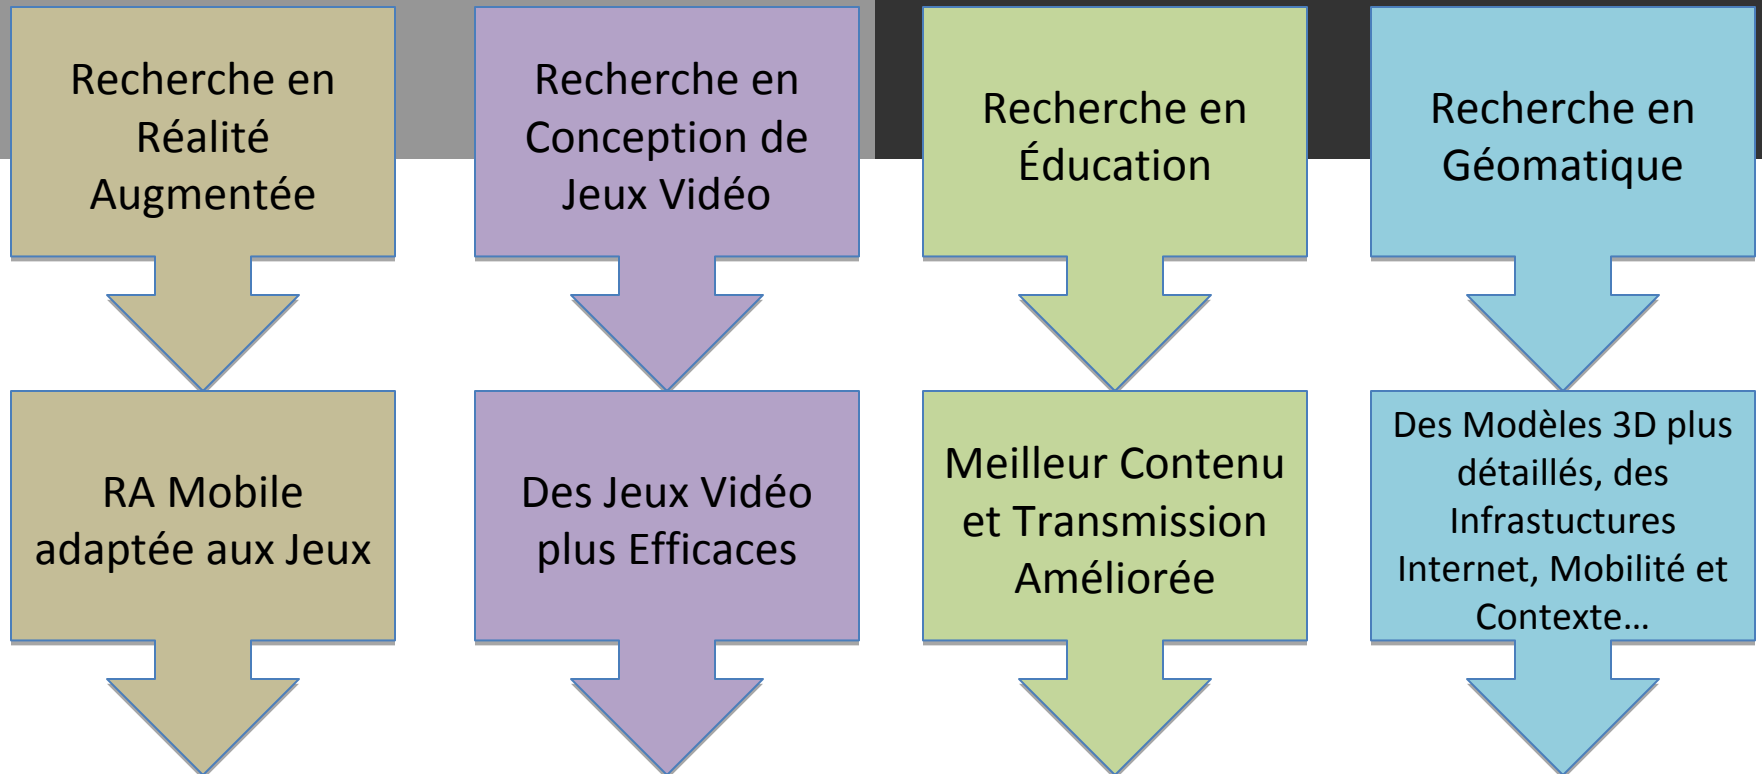 Recherche en
Réalité
Augmentée
Recherche en
Conception de
Jeux Vidéo
Recherche en
Éducation
Recherche en
Géomatique
RA Mobile
adaptée aux Jeux
Des Jeux Vidéo
plus Efficaces
Meilleur Contenu
et Transmission
Améliorée
Des Modèles 3D plus
détaillés, des
Infrastuctures
Internet, Mobilité et
Contexte…